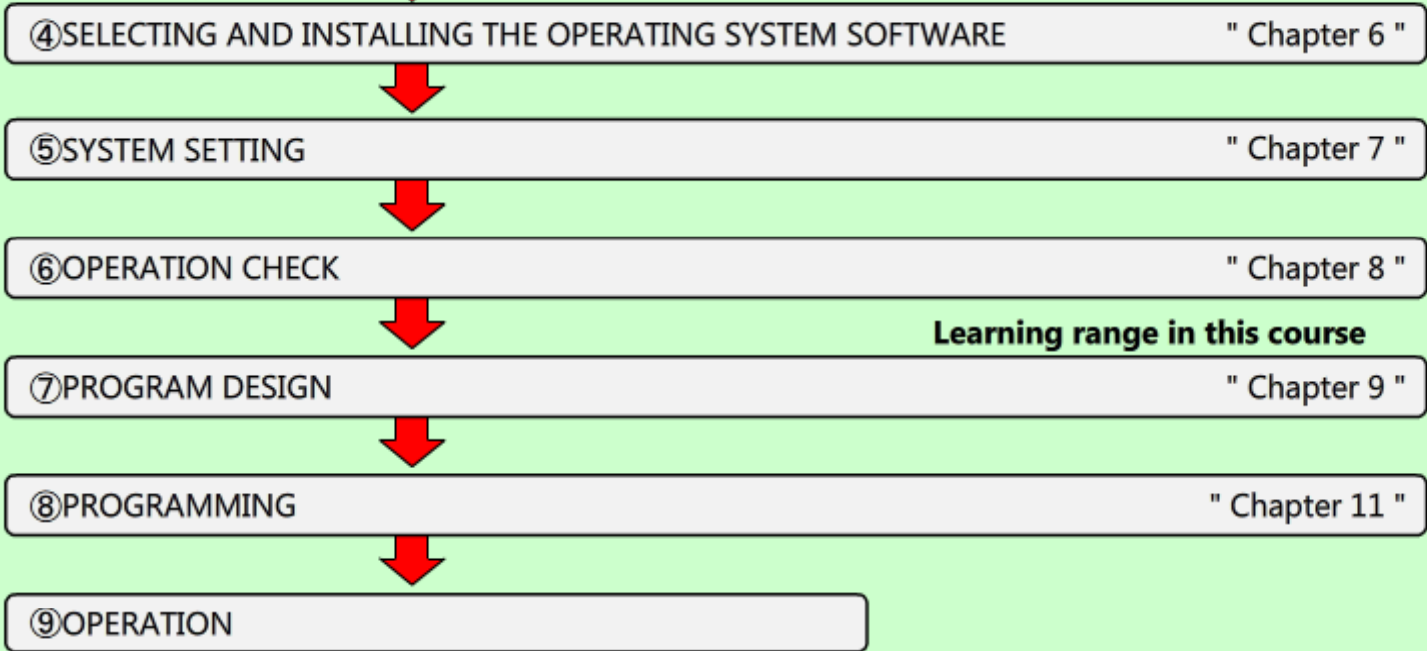 ④SELECTING AND INSTALLING THE OPERATING SYSTEM SOFTWARE " Chapter 6 "
⑤SYSTEM SETTING " Chapter 7 "
⑥OPERATION CHECK " Chapter 8 "
Learning range in this course
⑦PROGRAM DESIGN " Chapter 9 "
⑧PROGRAMMING " Chapter 11 "
⑨OPERATION